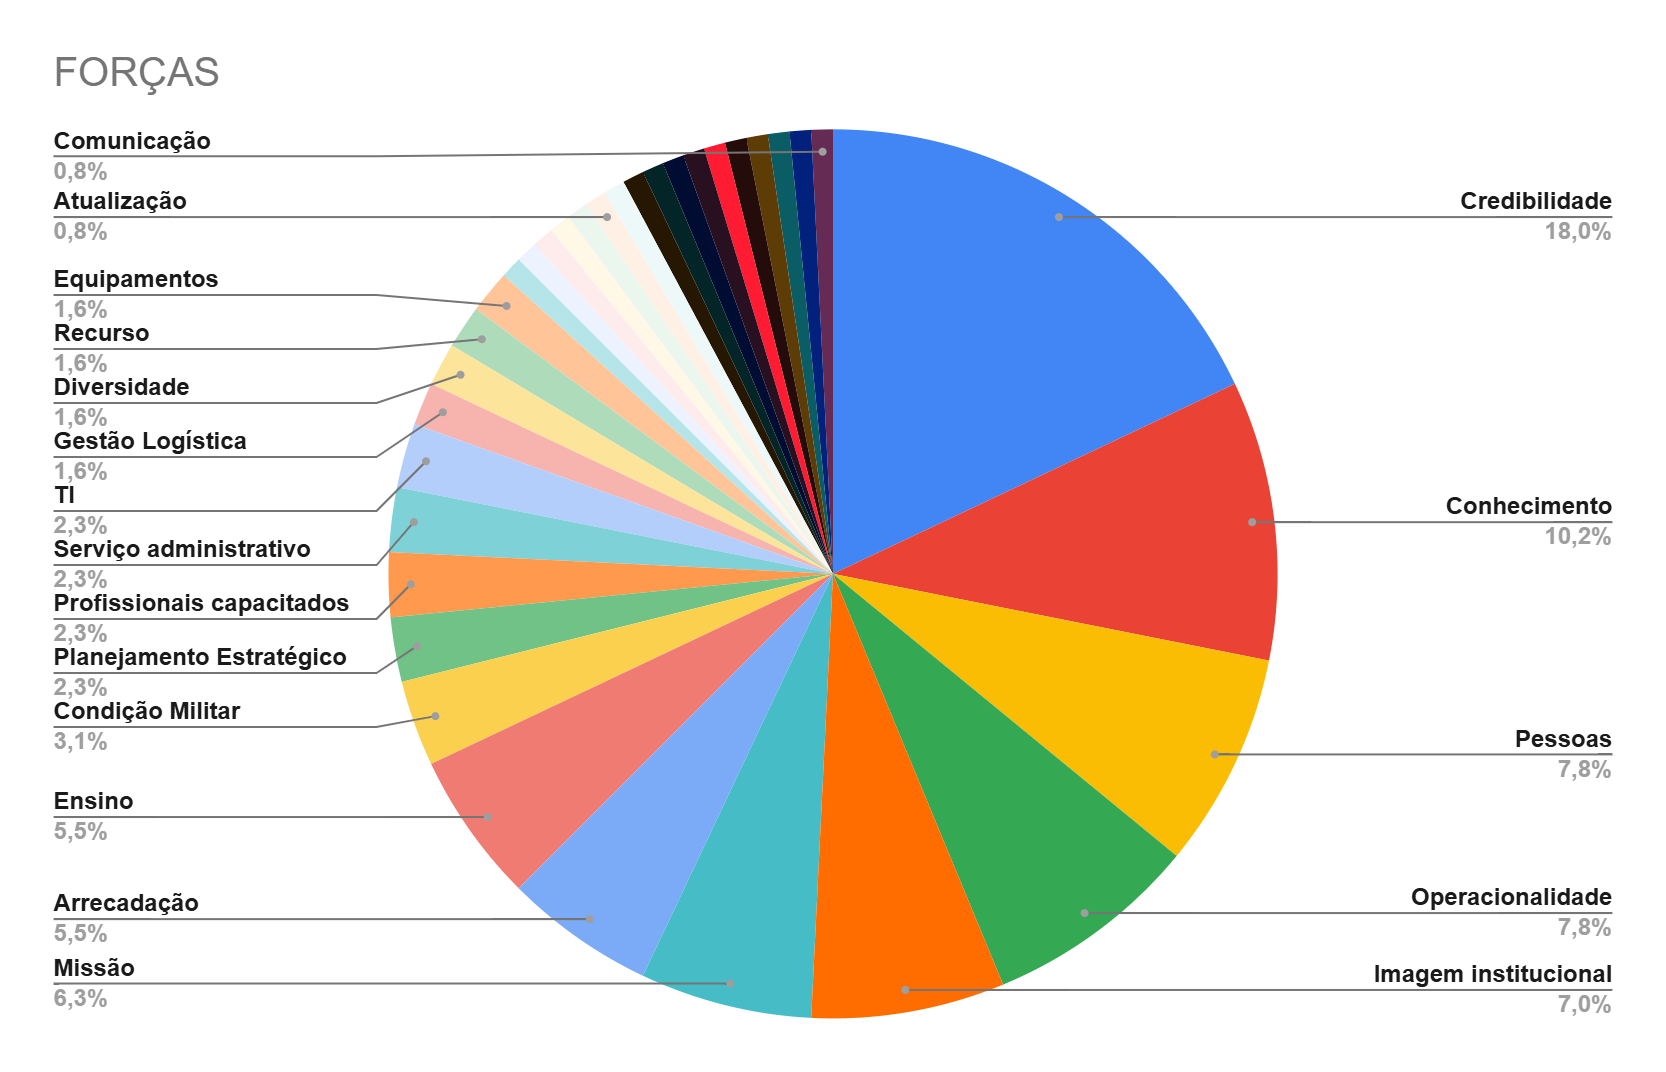 FORÇAS
Comunicação
0,8%
Atualização
0,8%
Equipamentos
1,6%
Recurso
1,6%
Diversidade
1,6%
Gestão Logística
1,6%
TI
2,3%
Serviço administrativo
2,3%
Profissionais capacitados
2,3%
Planejamento Estratégico
2,3%
Condição Militar
3,1%
Ensino
5,5%
Arrecadação
5,5%
Missão
6,3%
Credibilidade
18,0%
Conhecimento
10,2%
Pessoas
7,8%
Operacionalidade
7,8%
Imagem institucional
7,0%